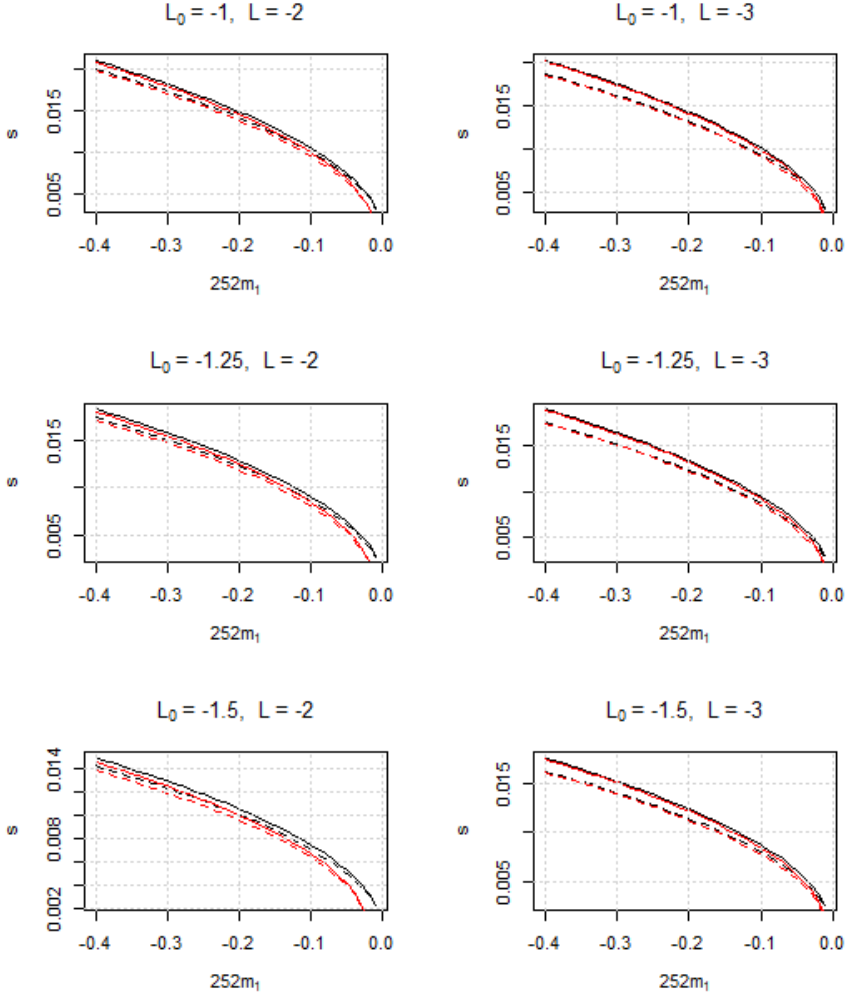 L₀ = -1, L = -2
s
0.015
0.005
-0.4 -0.3 -0.2 -0.1 0.0
252m₁
L₀ = -1, L = -3
s
0.015
0.005
-0.4 -0.3 -0.2 -0.1 0.0
252m₁
L₀ = -1.25, L = -2
s
0.015
0.005
-0.4 -0.3 -0.2 -0.1 0.0
252m₁
L₀ = -1.25, L = -3
s
0.015
0.005
-0.4 -0.3 -0.2 -0.1 0.0
252m₁
L₀ = -1.5, L = -2
s
0.014
0.008
0.002
-0.4 -0.3 -0.2 -0.1 0.0
252m₁
L₀ = -1.5, L = -3
s
0.015
0.005
-0.4 -0.3 -0.2 -0.1 0.0
252m₁